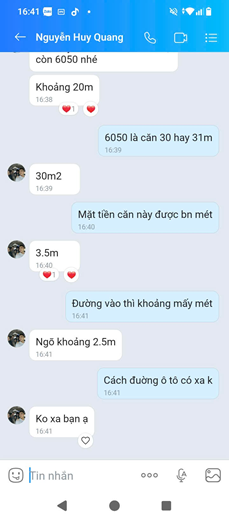 16:41
Nguyễn Huy Quang
còn 6050 nhé
Khoảng 20m
16:38
1
6050 là căn 30 hay 31m
16:39
30m2
16:39
Mặt tiền căn này được bn mét
16:40
3.5m
16:40
1
Đường vào thì khoảng mấy mét
16:41
Ngõ khoảng 2.5m
16:41
Cách đường ô tô có xa k
16:41
Ko xa bạn ạ
16:41
Tin nhắn